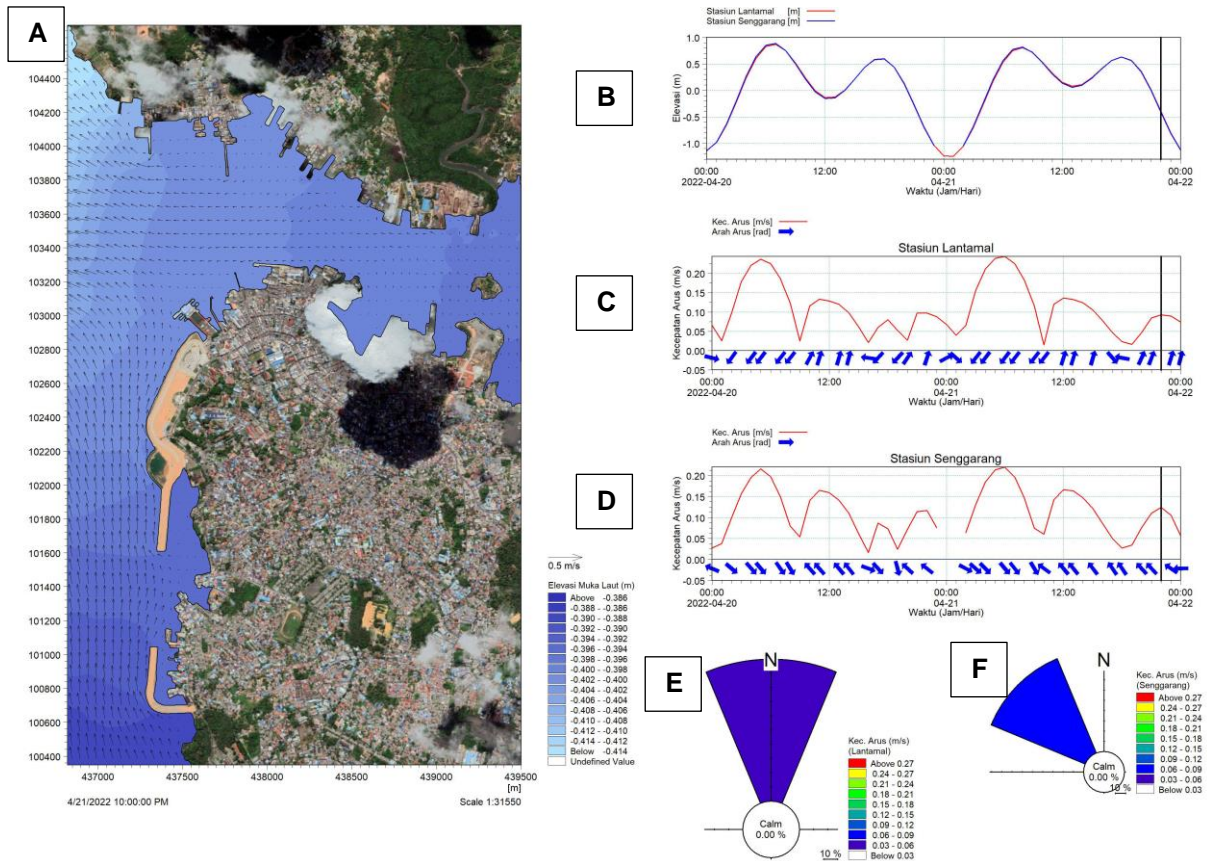 A
104400
104200
104000
103800
103600
103400
103200
103000
102800
102600
102400
102200
102000
101800
101600
101400
101200
101000
100800
100600
100400
437000 437500 438000 438500 439000 439500
[m]
4/21/2022 10:00:00 PM
Scale 1:31550
0.5 m/s
Elevasi Muka Laut (m)
Above -0.386
-0.388 - -0.386
-0.390 - -0.388
-0.392 - -0.390
-0.394 - -0.392
-0.396 - -0.394
-0.398 - -0.396
-0.400 - -0.398
-0.402 - -0.400
-0.404 - -0.402
-0.406 - -0.404
-0.408 - -0.406
-0.410 - -0.408
-0.412 - -0.410
-0.414 - -0.412
Below -0.414
Undefined Value
B
Stasiun Lantamal [m]
Stasiun Senggarang [m]
Elevasi (m)
1.0
0.5
0.0
-0.5
-1.0
00:00 12:00 00:00 12:00 00:00
2022-04-20 04-21 04-22
Waktu (Jam/Hari)
C
Kec. Arus [m/s]
Arah Arus [rad]
Stasiun Lantamal
Kecepatan Arus (m/s)
0.20
0.15
0.10
0.05
0.00
-0.05
00:00 12:00 00:00 12:00 00:00
2022-04-20 04-21 04-22
Waktu (Jam/Hari)
D
Kec. Arus [m/s]
Arah Arus [rad]
Stasiun Senggarang
Kecepatan Arus (m/s)
0.20
0.15
0.10
0.05
0.00
-0.05
00:00 12:00 00:00 12:00 00:00
2022-04-20 04-21 04-22
Waktu (Jam/Hari)
E
N
Calm
0.00 %
10 %
Kec. Arus (m/s)
(Lantamal)
Above 0.27
0.24 - 0.27
0.21 - 0.24
0.18 - 0.21
0.15 - 0.18
0.12 - 0.15
0.09 - 0.12
0.06 - 0.09
0.03 - 0.06
Below 0.03
F
N
Calm
0.00 %
10 %
Kec. Arus (m/s)
(Senggarang)
Above 0.27
0.24 - 0.27
0.21 - 0.24
0.18 - 0.21
0.15 - 0.18
0.12 - 0.15
0.09 - 0.12
0.06 - 0.09
0.03 - 0.06
Below 0.03